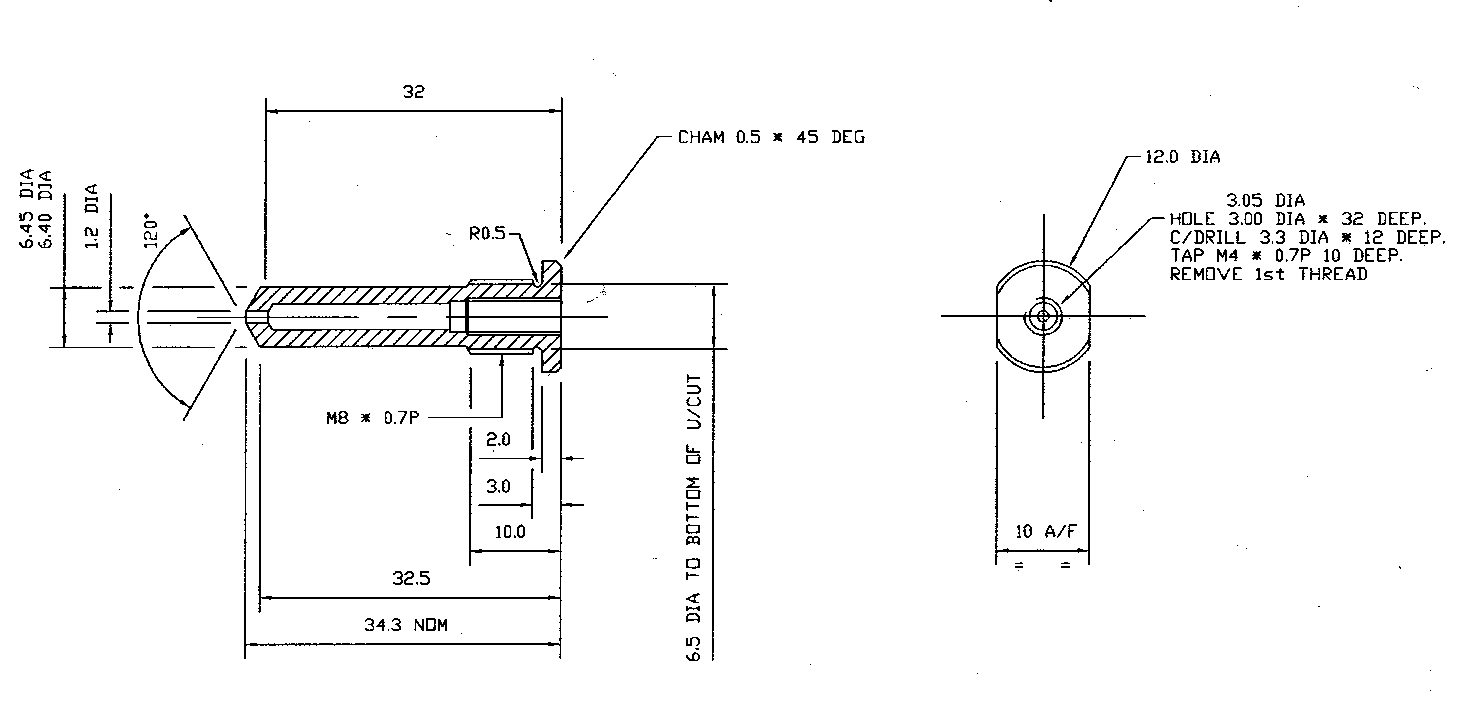 32
CHAM 0.5 * 45 DEG
6.45 DIA
6.40 DIA
1.2 DIA
120°
R0.5
M8 * 0.7P
2.0
3.0
10.0
32.5
34.3 NOM
6.5 DIA TO BOTTOM OF U/CUT
12.0 DIA
3.05 DIA
HOLE 3.00 DIA * 32 DEEP.
C/DRILL 3.3 DIA * 12 DEEP.
TAP M4 * 0.7P 10 DEEP.
REMOVE 1st THREAD
10 A/F
= =